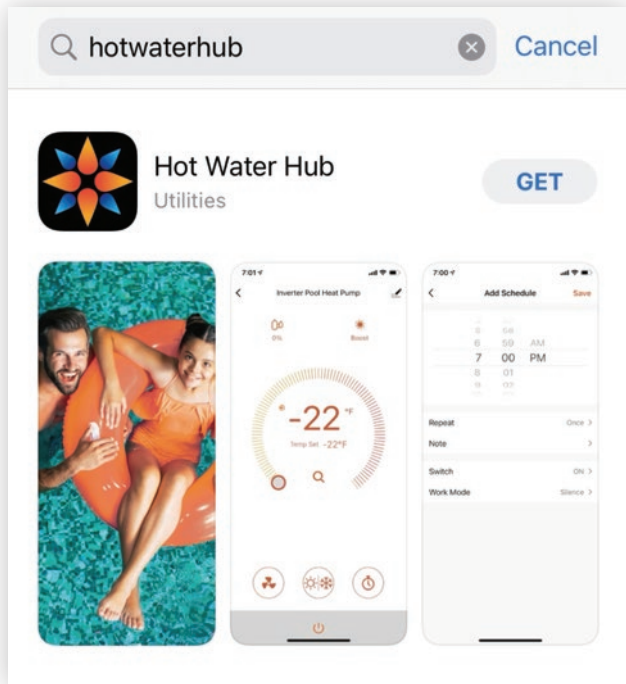 hotwaterhub
Cancel
Hot Water Hub
Utilities
GET
7:01
Inverter Pool Heat Pump
0%
Boost
-22 °F
Temp Set -22°F
7:00
Add Schedule
Save
6 59 AM
7 00 PM
8 01
Repeat
Once
Note
Switch
ON
Work Mode
Silence